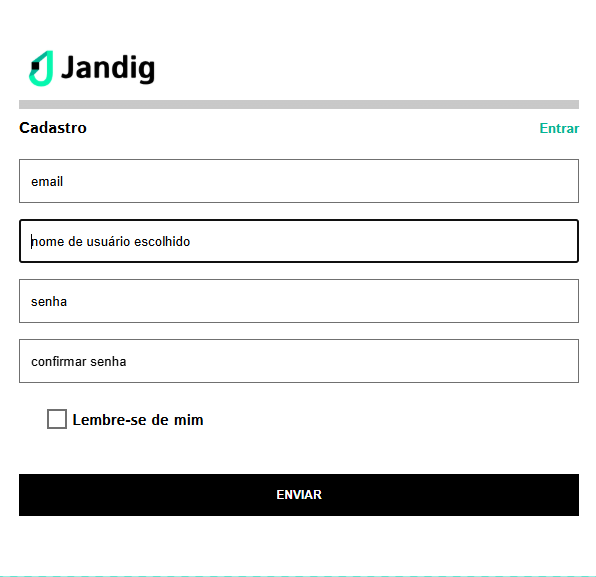 Jandig
Cadastro Entrar
email
nome de usuário escolhido
senha
confirmar senha
Lembre-se de mim
ENVIAR